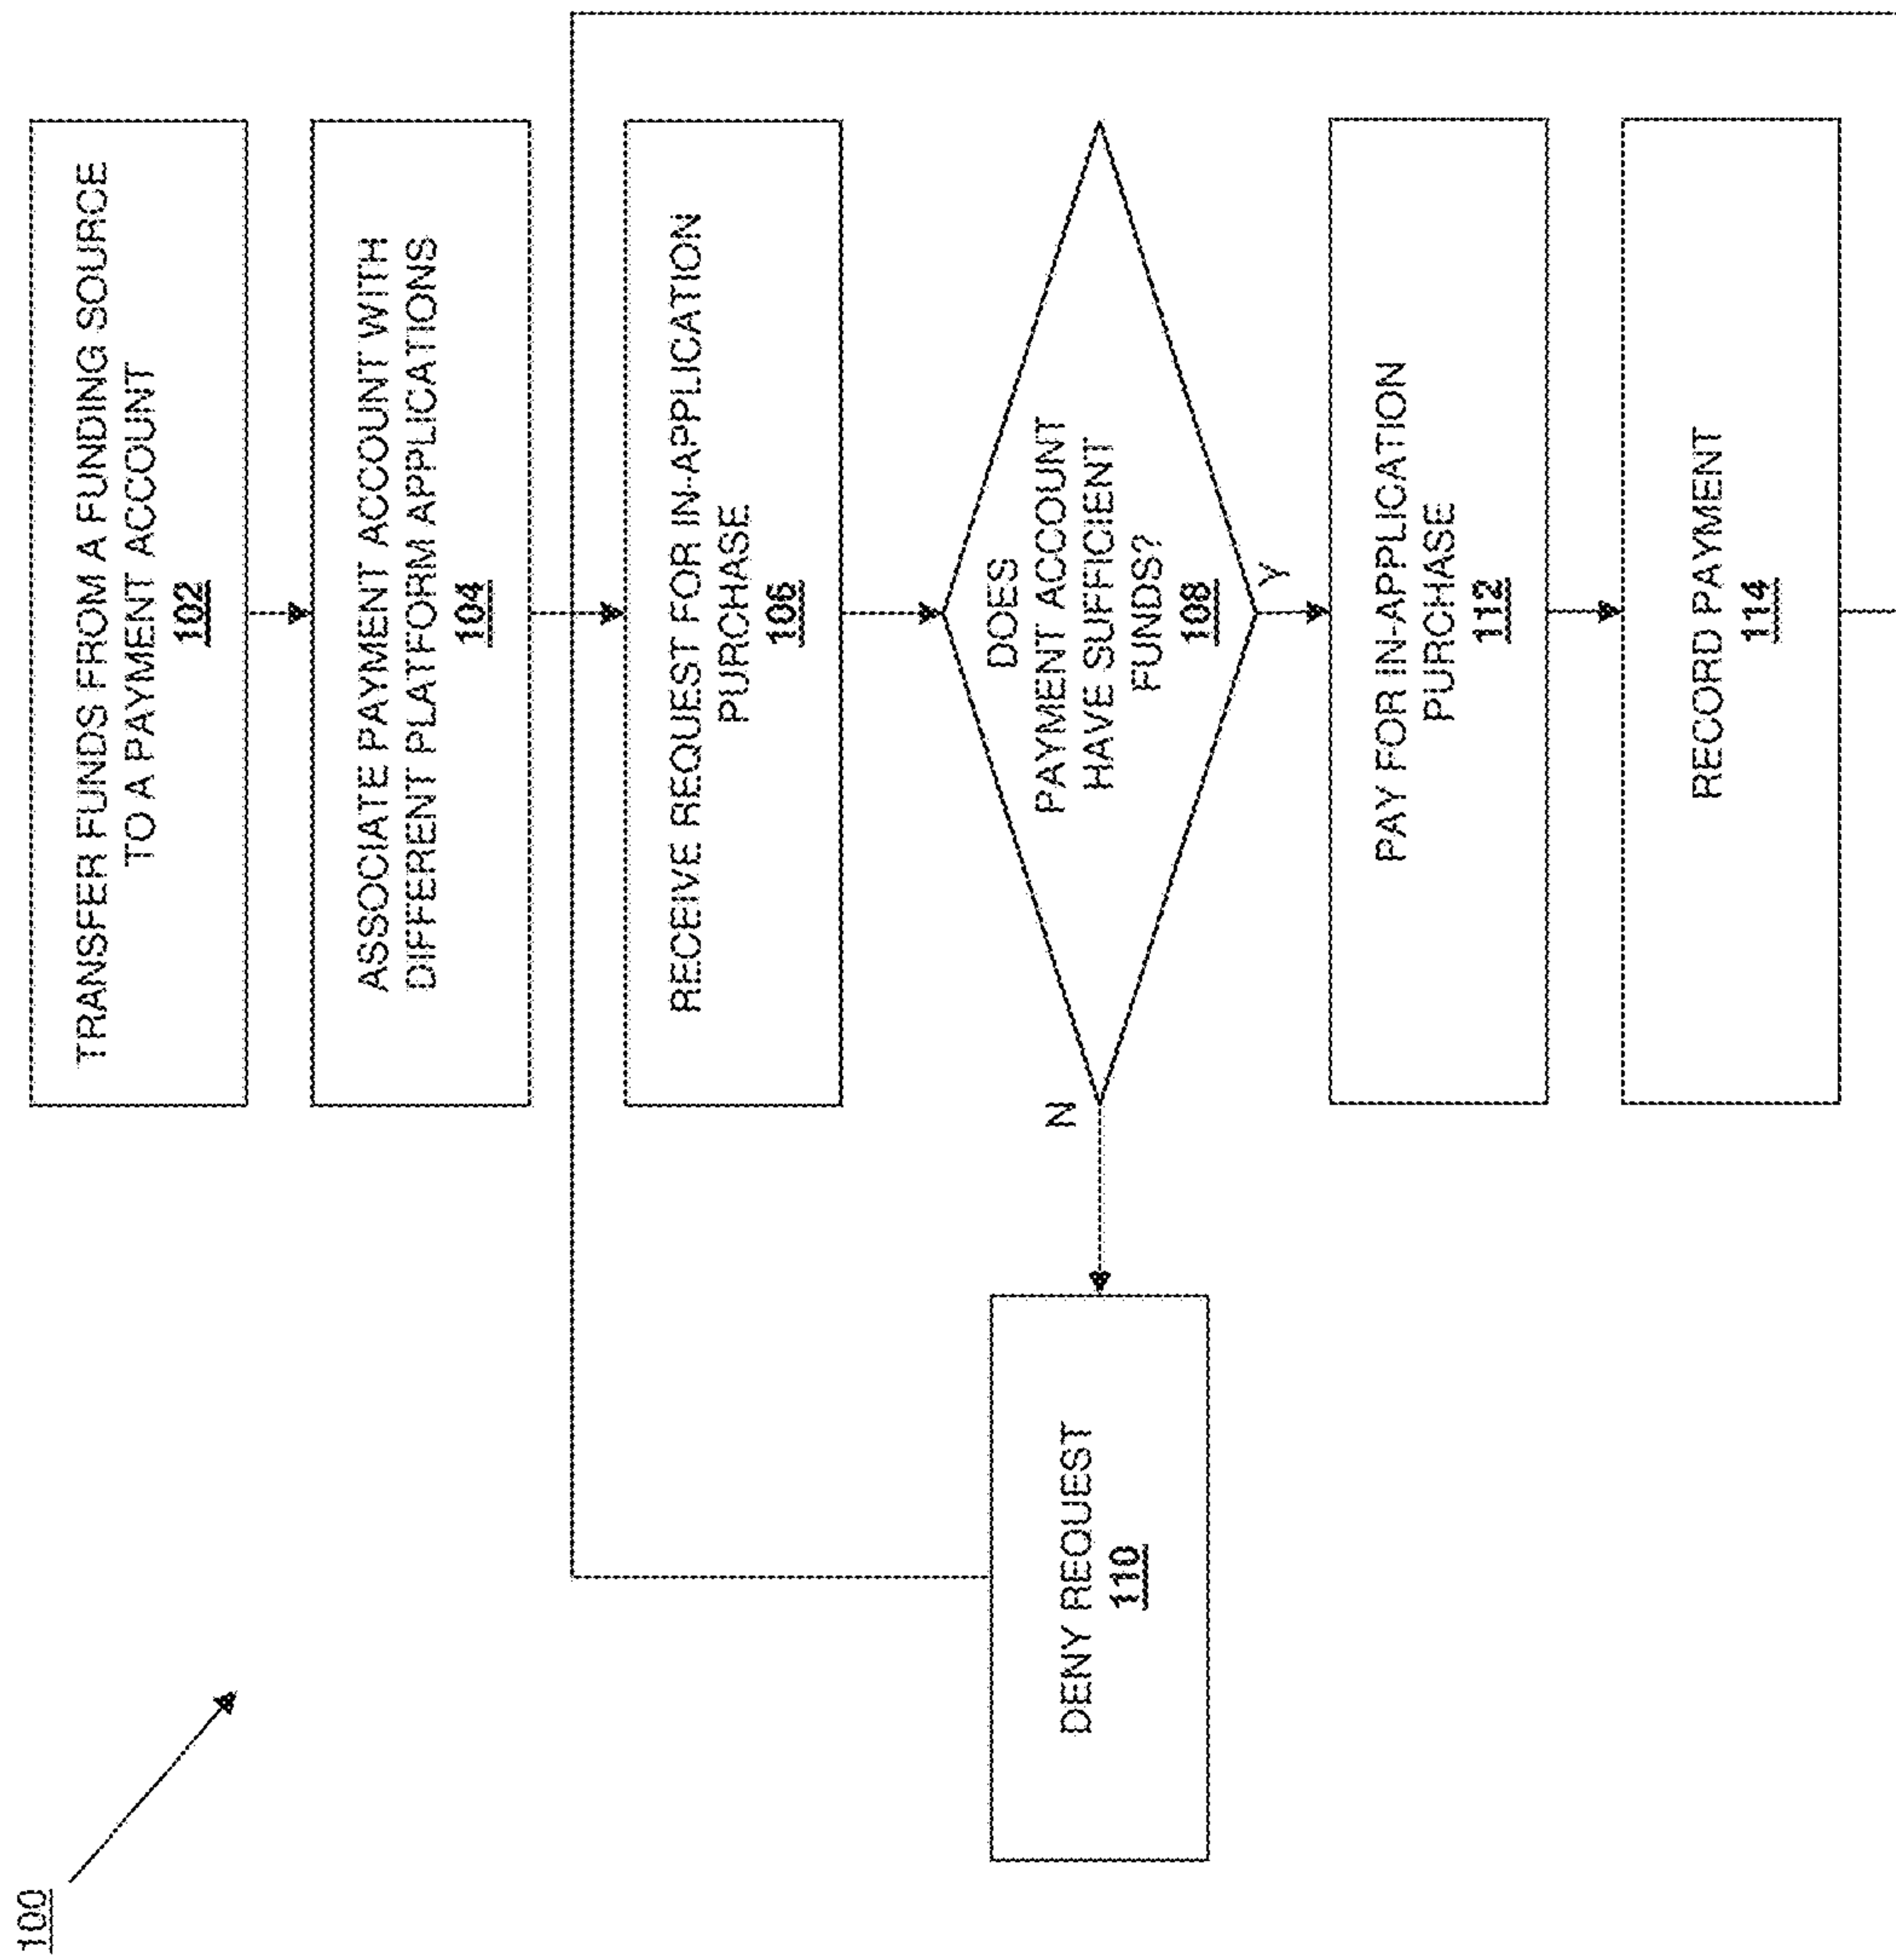 100
TRANSFER FUNDS FROM A FUNDING SOURCE
TO A PAYMENT ACCOUNT
102
ASSOCIATE PAYMENT ACCOUNT WITH
DIFFERENT PLATFORM APPLICATIONS
104
RECEIVE REQUEST FOR IN-APPLICATION
PURCHASE
106
DOES
PAYMENT ACCOUNT
HAVE SUFFICIENT
FUNDS?
108
N
Y
DENY REQUEST
110
PAY FOR IN-APPLICATION
PURCHASE
112
RECORD PAYMENT
114